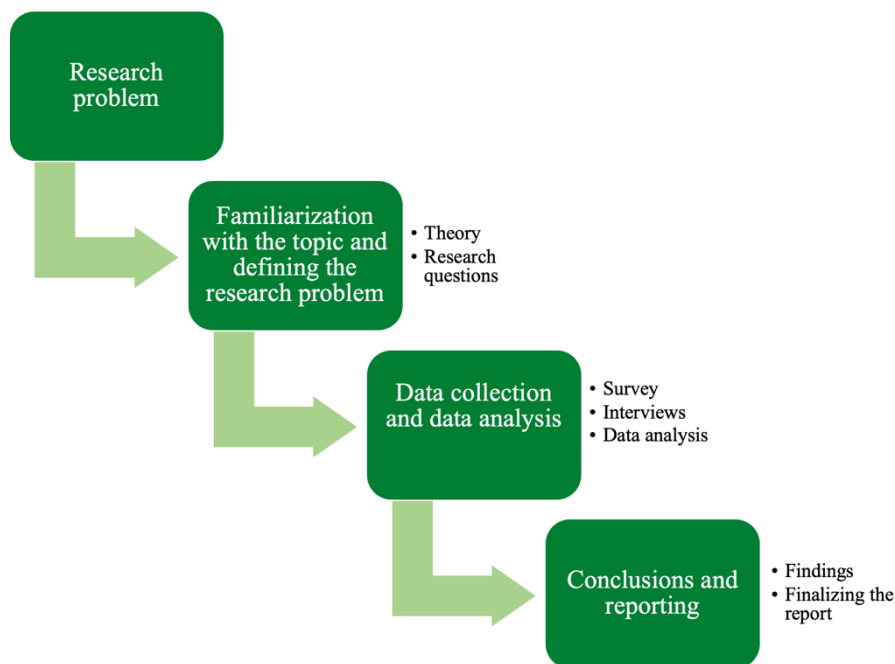 Research
problem
Familiarization
with the topic and
defining the
research problem
• Theory
• Research
questions
Data collection
and data analysis
• Survey
• Interviews
• Data analysis
Conclusions and
reporting
• Findings
• Finalizing the
report